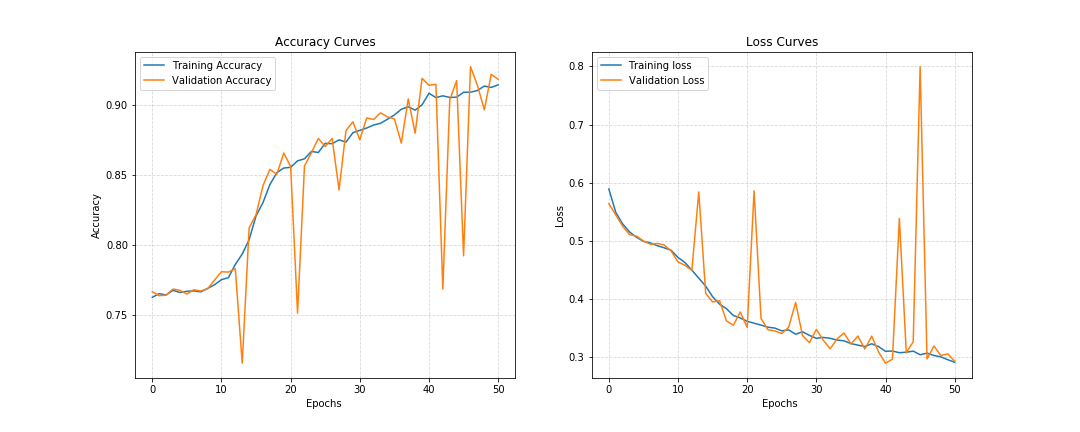 Accuracy Curves
Training Accuracy
Validation Accuracy
0.90
0.85
0.80
0.75
Accuracy
0 10 20 30 40 50
Epochs
Loss Curves
Training loss
Validation Loss
0.8
0.7
0.6
0.5
0.4
0.3
Loss
0 10 20 30 40 50
Epochs